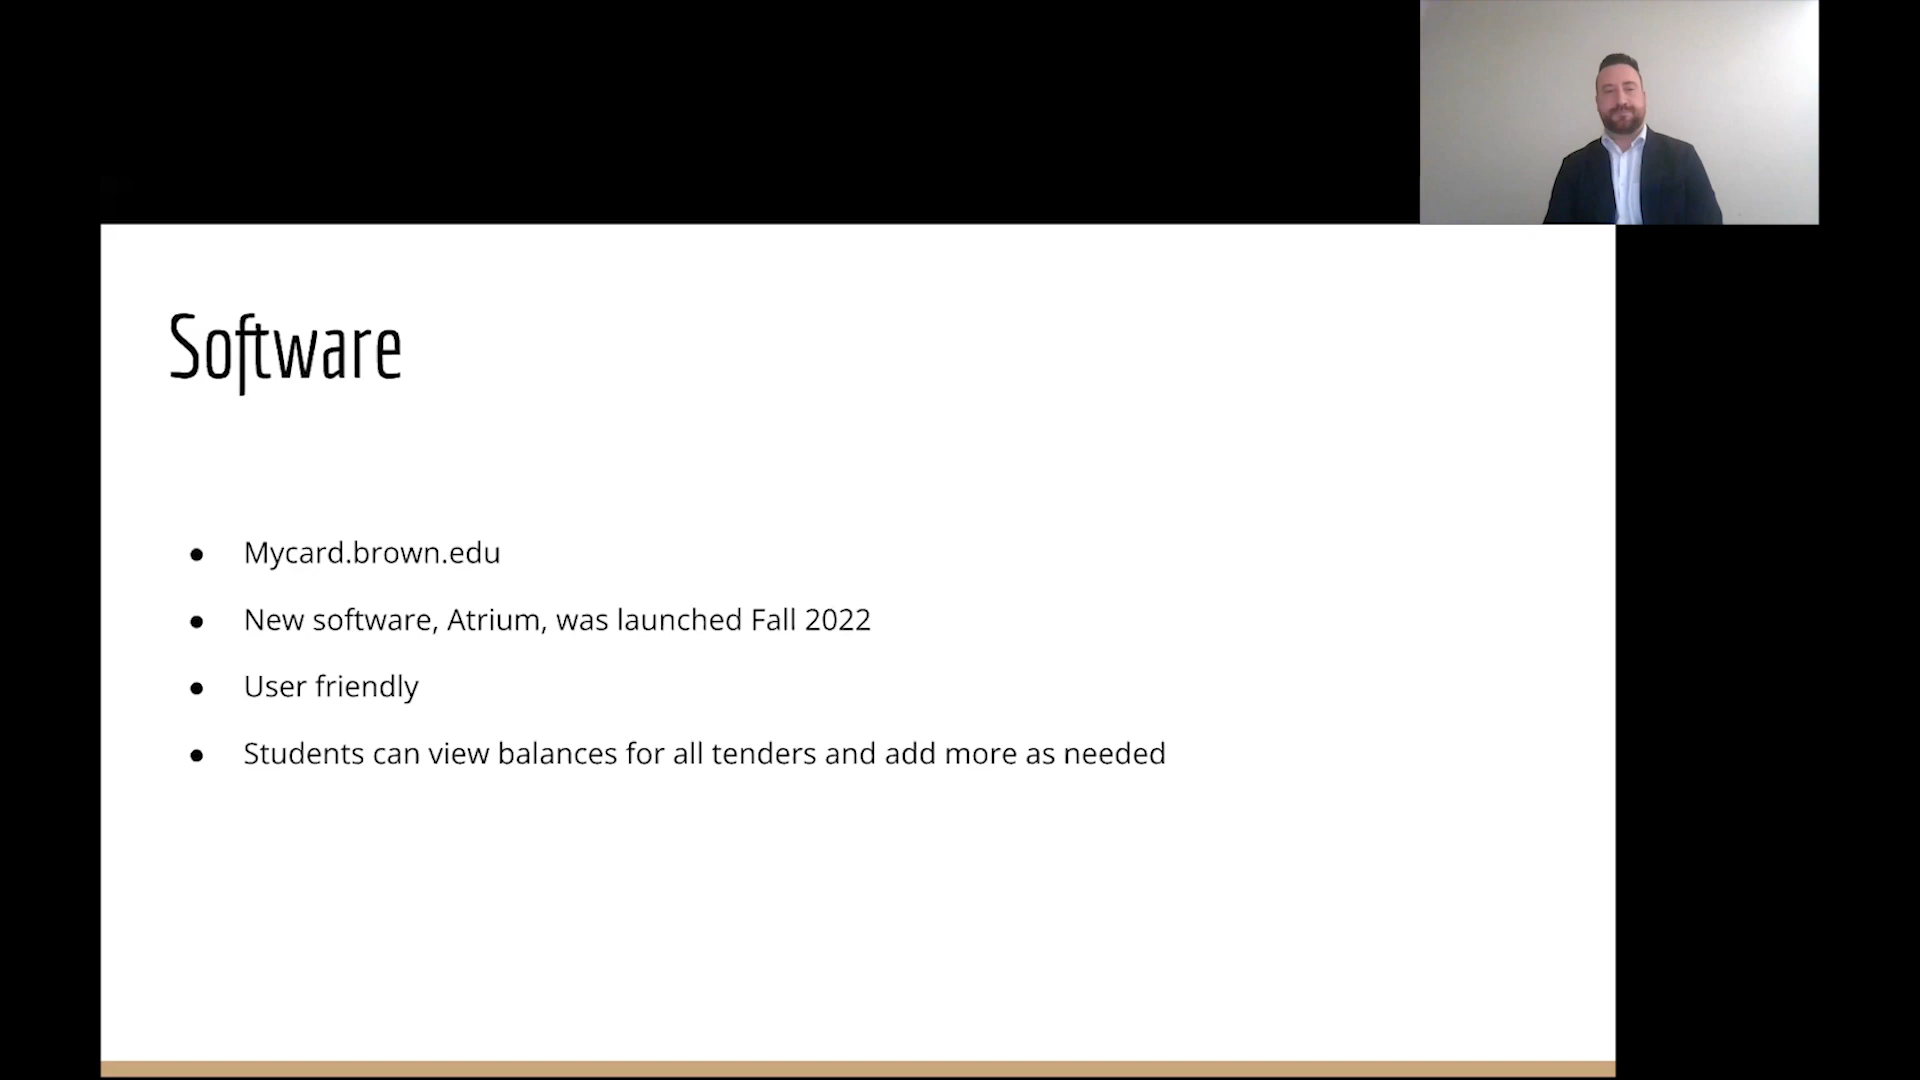 Software
● Mycard.brown.edu
● New software, Atrium, was launched Fall 2022
● User friendly
● Students can view balances for all tenders and add more as needed